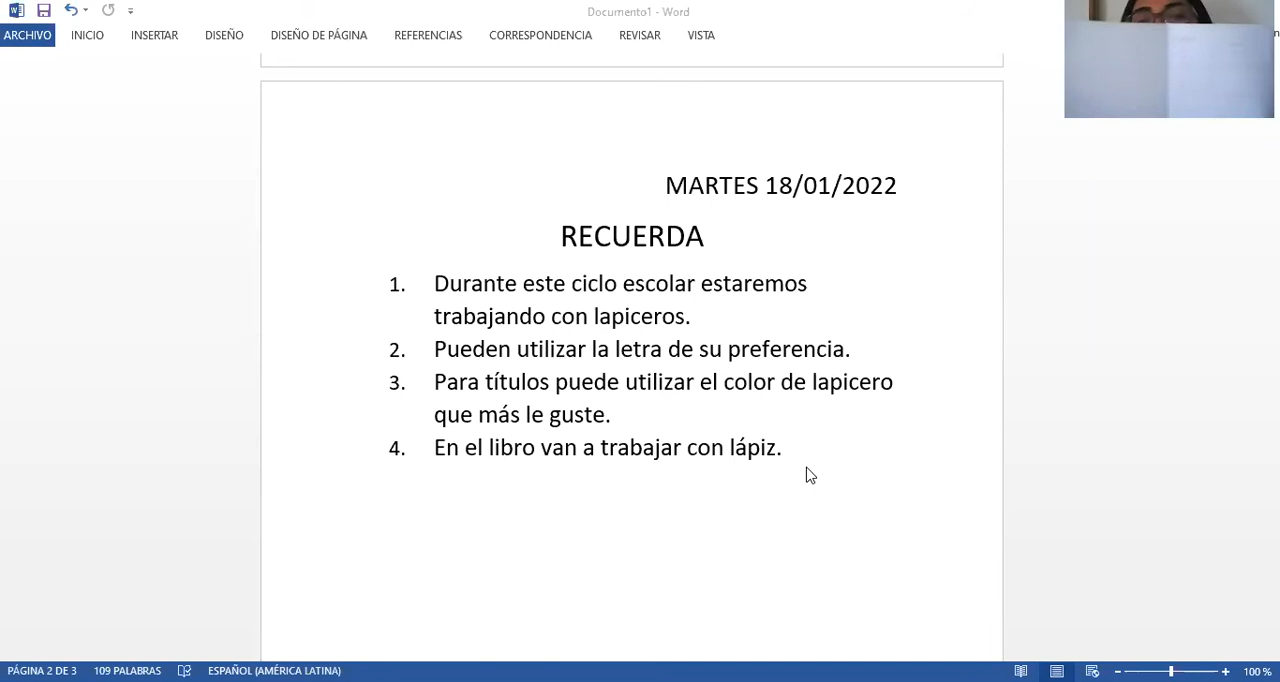 Documento1 - Word
ARCHIVO INICIO INSERTAR DISEÑO DISEÑO DE PÁGINA REFERENCIAS CORRESPONDENCIA REVISAR VISTA
MARTES 18/01/2022
RECUERDA
1. Durante este ciclo escolar estaremos
trabajando con lapiceros.
2. Pueden utilizar la letra de su preferencia.
3. Para títulos puede utilizar el color de lapicero
que más le guste.
4. En el libro van a trabajar con lápiz.
PÁGINA 2 DE 3 109 PALABRAS ESPAÑOL (AMÉRICA LATINA) 100 %